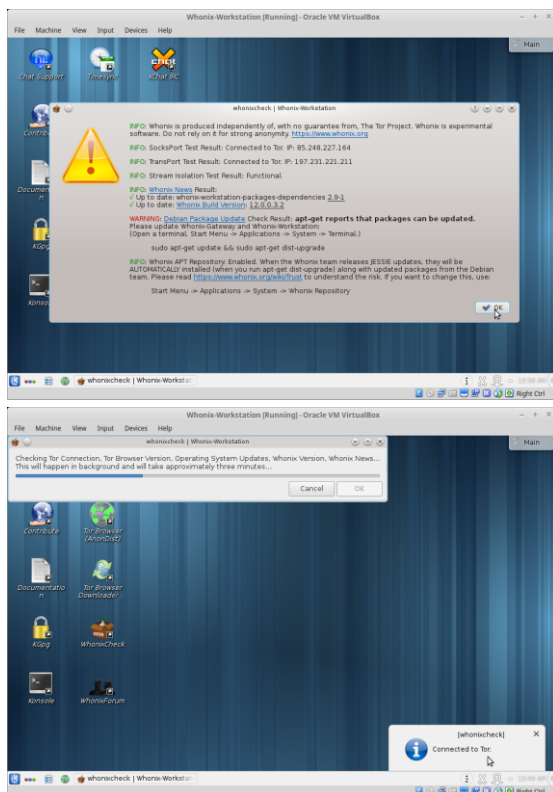 Whonix-Workstation [Running] - Oracle VM VirtualBox
File Machine View Input Devices Help
Main
Chat Support Timesync XChat IRC
whonixcheck | Whonix-Workstation
INFO: Whonix is produced independently of, with no guarantee from, The Tor Project. Whonix is experimental
software. Do not rely on it for strong anonymity. https://www.whonix.org
INFO: SocksPort Test Result: Connected to Tor. IP: 85.248.227.164
INFO: TransPort Test Result: Connected to Tor. IP: 197.231.221.211
INFO: Stream Isolation Test Result: Functional.
INFO: Whonix News Result:
√ Up to date: whonix-workstation-packages-dependencies 2.9-1
√ Up to date: Whonix Build Version: 12.0.0.3.2
WARNING: Debian Package Update Check Result: apt-get reports that packages can be updated.
Please update Whonix-Gateway and Whonix-Workstation:
(Open a terminal, Start Menu -> Applications -> System -> Terminal.)
sudo apt-get update && sudo apt-get dist-upgrade
INFO: Whonix APT Repository: Enabled. When the Whonix team releases JESSIE updates, they will be
AUTOMATICALLY installed (when you run apt-get dist-upgrade) along with updated packages from the Debian
team. Please read https://www.whonix.org/wiki/Trust to understand the risk. If you want to change this, use:
Start Menu -> Applications -> System -> Whonix Repository
OK
Contrib
Documen
KGpg
Konso
whonixcheck | Whonix-Workstat
Right Ctrl
Whonix-Workstation [Running] - Oracle VM VirtualBox
File Machine View Input Devices Help
Main
whonixcheck | Whonix-Workstation
Checking Tor Connection, Tor Browser Version, Operating System Updates, Whonix Version, Whonix News...
This will happen in background and will take approximately three minutes...
Cancel OK
Contribute Tor Browser
(AnonDist)
Documentatio
n
Tor Browser
Downloader
KGpg WhonixCheck
Konsole WhonixForum
[whonixcheck]
Connected to Tor.
whonixcheck | Whonix-Workstat
Right Ctrl